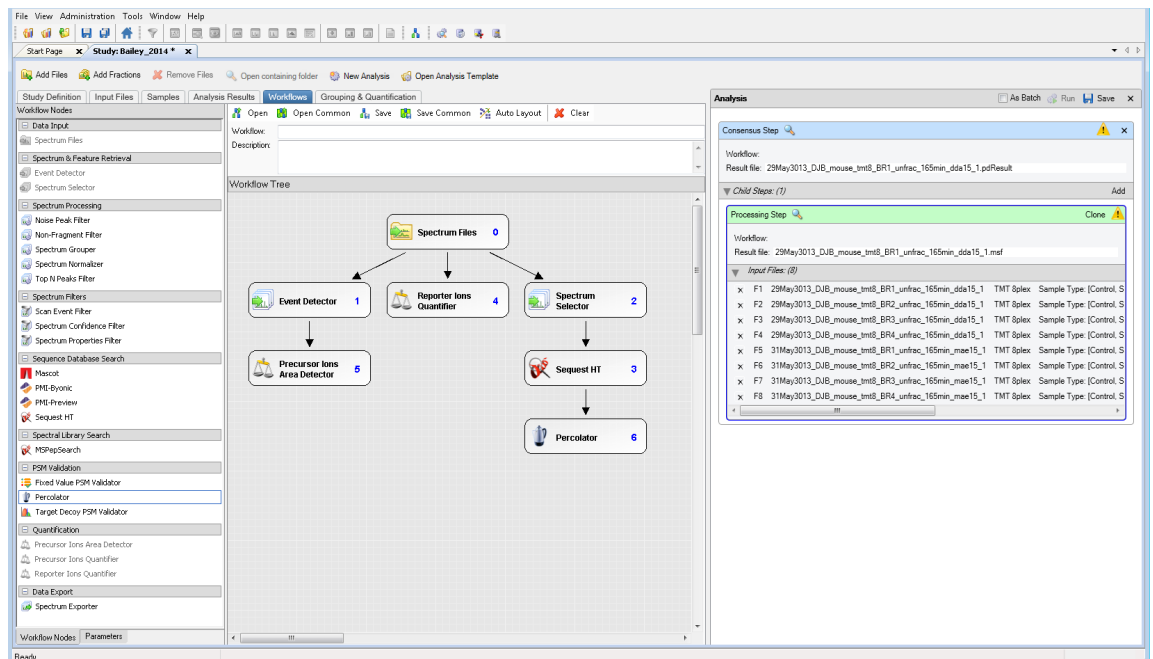 File View Administration Tools Window Help
Start Page x Study: Bailey_2014 * x
Add Files Add Fractions Remove Files Open containing folder New Analysis Open Analysis Template
Study Definition Input Files Samples Analysis Results Workflows Grouping & Quantification
Workflow Nodes
Data Input
Spectrum Files
Spectrum & Feature Retrieval
Event Detector
Spectrum Selector
Spectrum Processing
Noise Peak Filter
Non-Fragment Filter
Spectrum Grouper
Spectrum Normalizer
Top N Peaks Filter
Spectrum Filters
Scan Event Filter
Spectrum Confidence Filter
Spectrum Properties Filter
Sequence Database Search
Mascot
PMI-Byonic
PMI-Preview
Sequest HT
Spectral Library Search
MSPepSearch
PSM Validation
Fixed Value PSM Validator
Percolator
Target Decoy PSM Validator
Quantification
Precursor Ions Area Detector
Precursor Ions Quantifier
Reporter Ions Quantifier
Data Export
Spectrum Exporter
Workflow Nodes Parameters
Ready
Open Open Common Save Save Common Auto Layout Clear
Workflow:
Description:
Workflow Tree
Spectrum Files 0
Event Detector 1
Reporter Ions
Quantifier 4
Spectrum
Selector 2
Precursor Ions
Area Detector 5
Sequest HT 3
Percolator 6
Analysis As Batch Run Save x
Consensus Step x
Workflow:
Result file: 29May3013_DJB_mouse_tmt8_BR1_unfrac_165min_dda15_1.pdResult
Child Steps: (1) Add
Processing Step Clone
Workflow:
Result file: 29May3013_DJB_mouse_tmt8_BR1_unfrac_165min_dda15_1.msf
Input Files: (8)
x F1 29May3013_DJB_mouse_tmt8_BR1_unfrac_165min_dda15_1 TMT 8plex Sample Type: [Control, S
x F2 29May3013_DJB_mouse_tmt8_BR2_unfrac_165min_dda15_1 TMT 8plex Sample Type: [Control, S
x F3 29May3013_DJB_mouse_tmt8_BR3_unfrac_165min_dda15_1 TMT 8plex Sample Type: [Control, S
x F4 29May3013_DJB_mouse_tmt8_BR4_unfrac_165min_dda15_1 TMT 8plex Sample Type: [Control, S
x F5 31May3013_DJB_mouse_tmt8_BR1_unfrac_165min_mae15_1 TMT 8plex Sample Type: [Control, S
x F6 31May3013_DJB_mouse_tmt8_BR2_unfrac_165min_mae15_1 TMT 8plex Sample Type: [Control, S
x F7 31May3013_DJB_mouse_tmt8_BR3_unfrac_165min_mae15_1 TMT 8plex Sample Type: [Control, S
x F8 31May3013_DJB_mouse_tmt8_BR4_unfrac_165min_mae15_1 TMT 8plex Sample Type: [Control, S